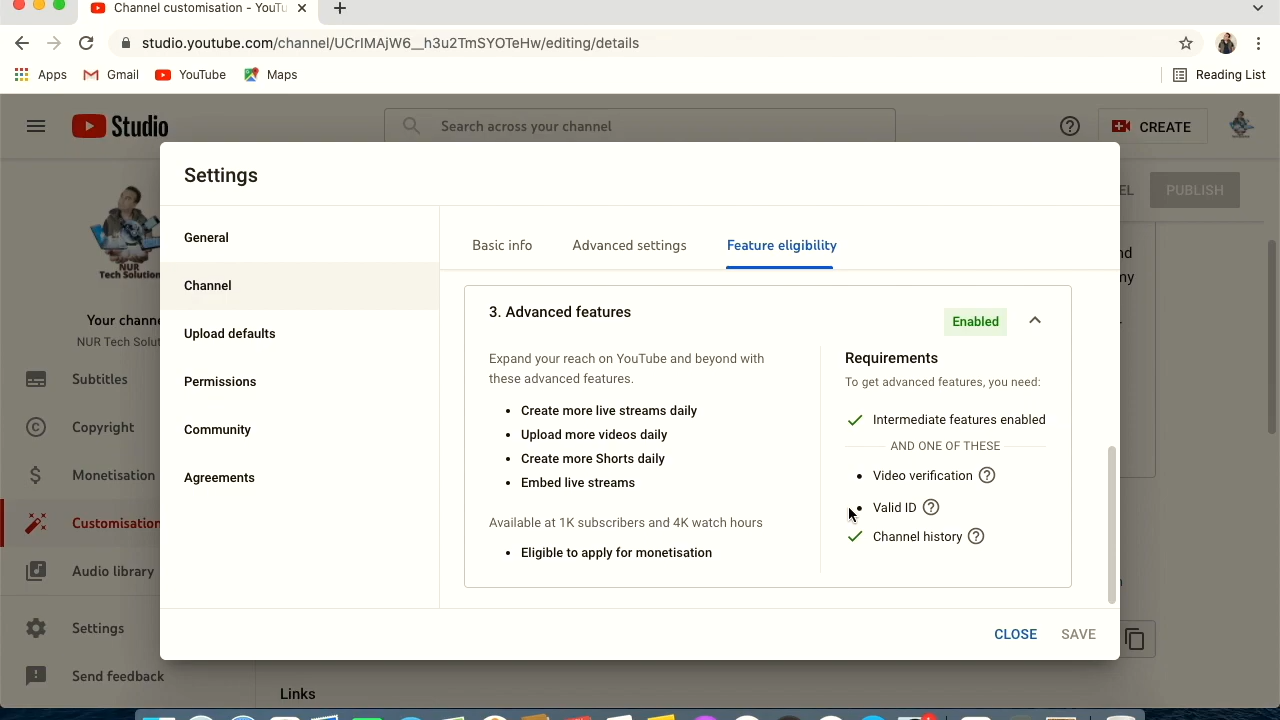 Channel customisation - YouTu
studio.youtube.com/channel/UCrIMAjW6__h3u2TmSYOTeHw/editing/details
Apps Gmail YouTube Maps Reading List
Studio Search across your channel CREATE
Settings
EL PUBLISH
General
Channel
Upload defaults
Permissions
Community
Agreements
Basic info Advanced settings Feature eligibility
3. Advanced features
Enabled
Expand your reach on YouTube and beyond with
these advanced features.
• Create more live streams daily
• Upload more videos daily
• Create more Shorts daily
• Embed live streams
Available at 1K subscribers and 4K watch hours
• Eligible to apply for monetisation
Requirements
To get advanced features, you need:
Intermediate features enabled
AND ONE OF THESE
• Video verification
• Valid ID
Channel history
CLOSE SAVE
NUR
Tech Solution
Your channe
NUR Tech Solut
Subtitles
Copyright
Monetisation
Customisation
Audio library
Settings
Send feedback
nd
my
Links